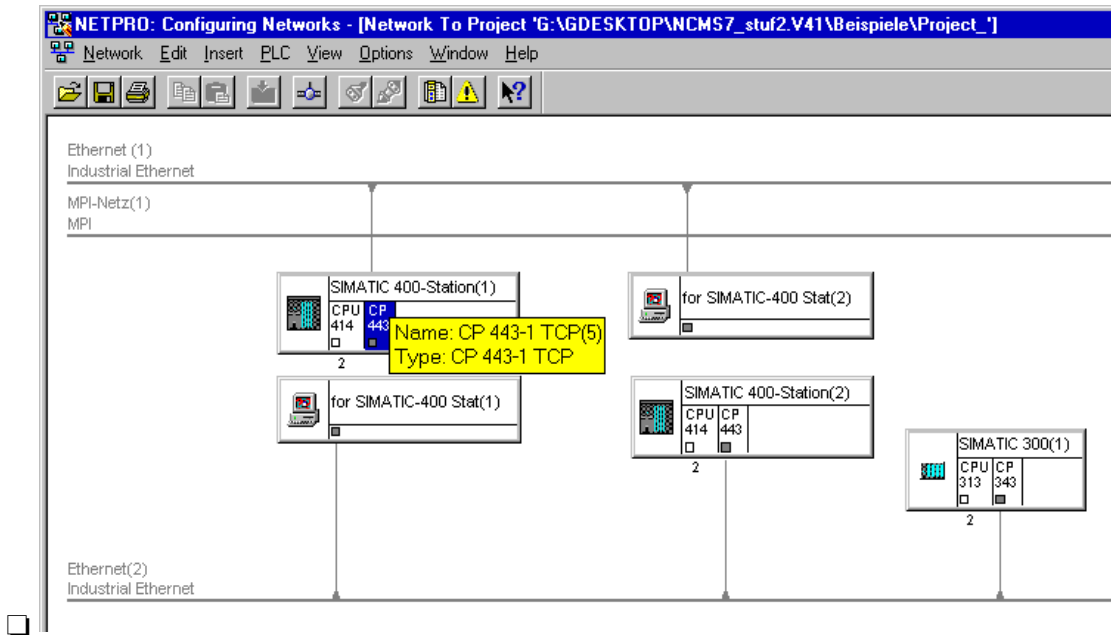 NETPRO: Configuring Networks - [Network To Project 'G:\GDESKTOP\NCMS7_stuf2.V41\Beispiele\Project_']
Network Edit Insert PLC View Options Window Help
Ethernet (1)
Industrial Ethernet
MPI-Netz(1)
MPI
SIMATIC 400-Station(1)
CPU CP
414 443
2
Name: CP 443-1 TCP(5)
Type: CP 443-1 TCP
for SIMATIC-400 Stat(2)
for SIMATIC-400 Stat(1)
SIMATIC 400-Station(2)
CPU CP
414 443
2
SIMATIC 300(1)
CPU CP
313 343
2
Ethernet(2)
Industrial Ethernet